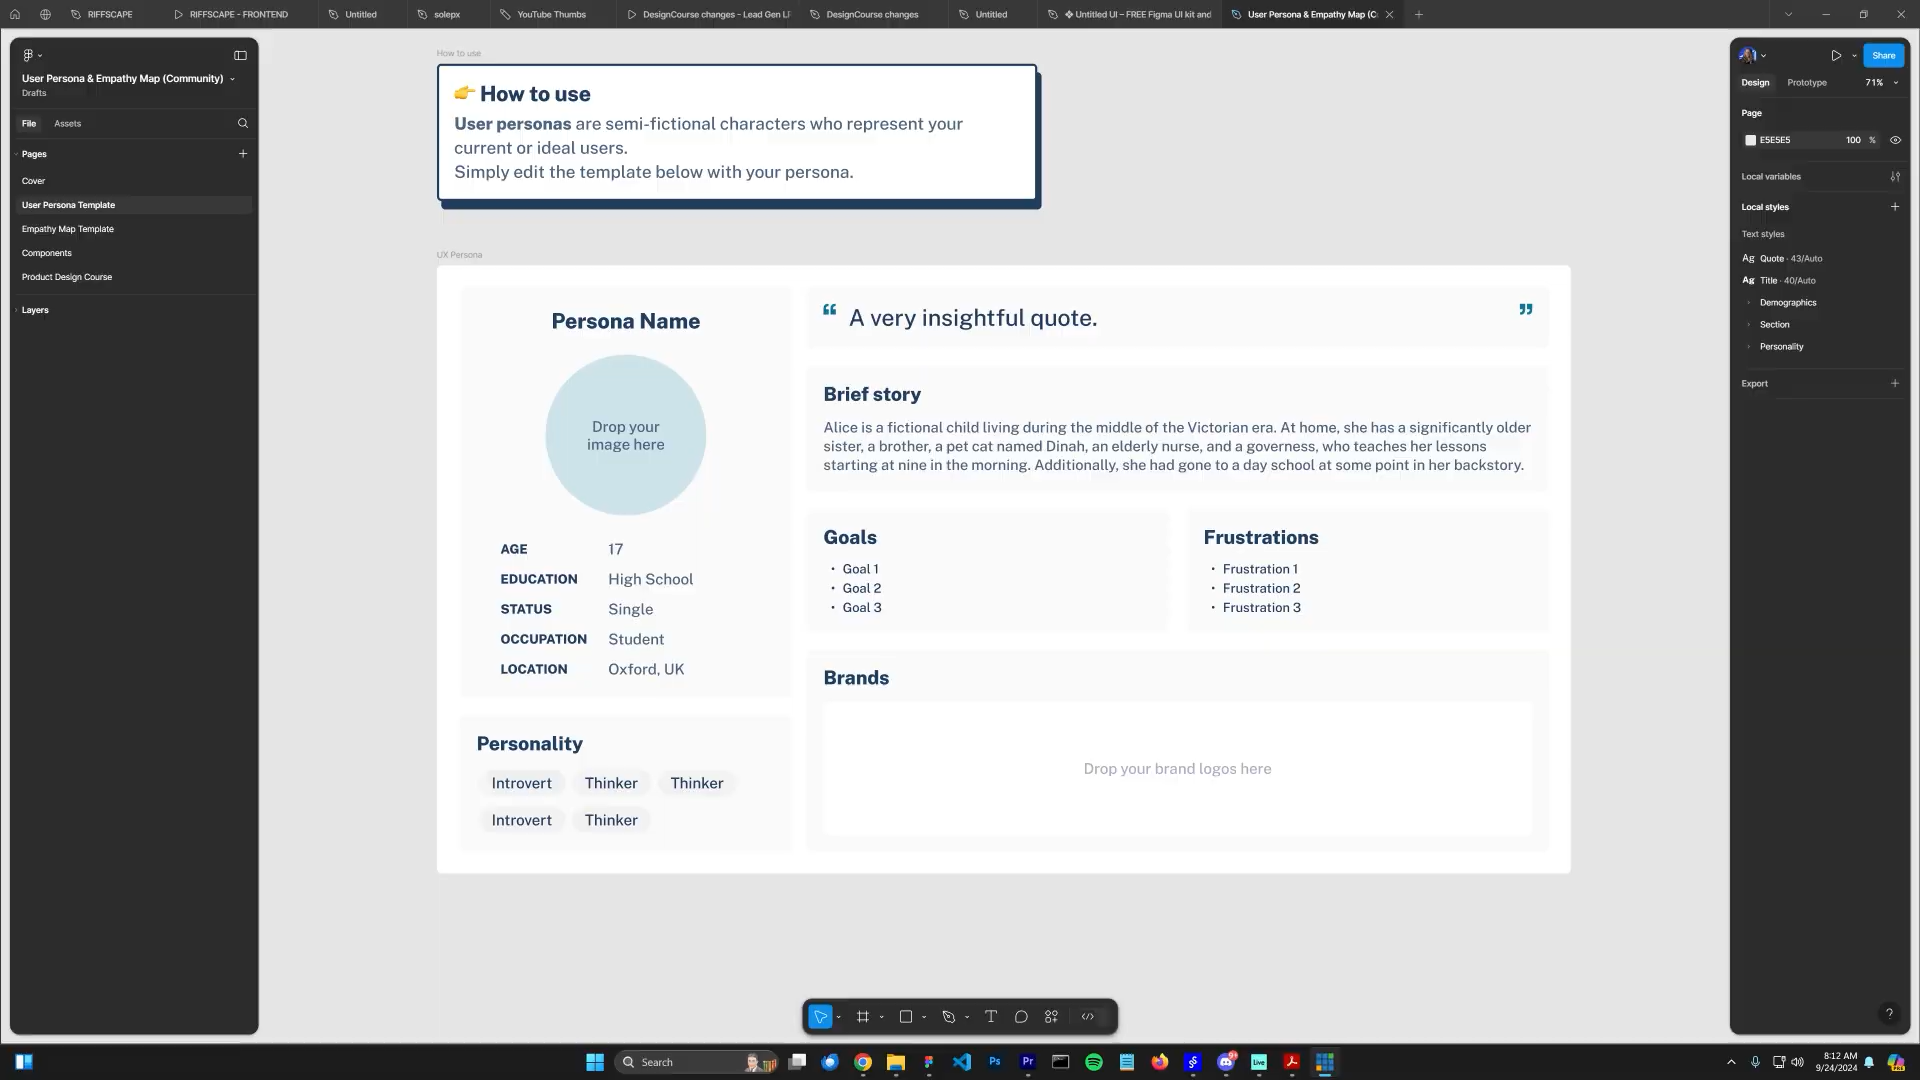 RIFFSCAPE
RIFFSCAPE - FRONTEND
Untitled
solepx
YouTube Thumbs
DesignCourse changes - Lead Gen LI
DesignCourse changes
Untitled
❖ Untitled UI – FREE Figma UI kit and
User Persona & Empathy Map (C
User Persona & Empathy Map (Community)
Drafts
File
Assets
Pages
Cover
User Persona Template
Empathy Map Template
Components
Product Design Course
Layers
How to use
👉 How to use
User personas are semi-fictional characters who represent your
current or ideal users.
Simply edit the template below with your persona.
UX Persona
Persona Name
Drop your
image here
AGE 17
EDUCATION High School
STATUS Single
OCCUPATION Student
LOCATION Oxford, UK
Personality
Introvert Thinker Thinker
Introvert Thinker
“ A very insightful quote. ”
Brief story
Alice is a fictional child living during the middle of the Victorian era. At home, she has a significantly older
sister, a brother, a pet cat named Dinah, an elderly nurse, and a governess, who teaches her lessons
starting at nine in the morning. Additionally, she had gone to a day school at some point in her backstory.
Goals
• Goal 1
• Goal 2
• Goal 3
Frustrations
• Frustration 1
• Frustration 2
• Frustration 3
Brands
Drop your brand logos here
Share
Design
Prototype
71%
Page
E5E5E5 100 %
Local variables
Local styles
Text styles
Ag Quote · 43/Auto
Ag Title · 40/Auto
Demographics
Section
Personality
Export
?
Search
Ps
Pr
Live
8:12 AM
9/24/2024